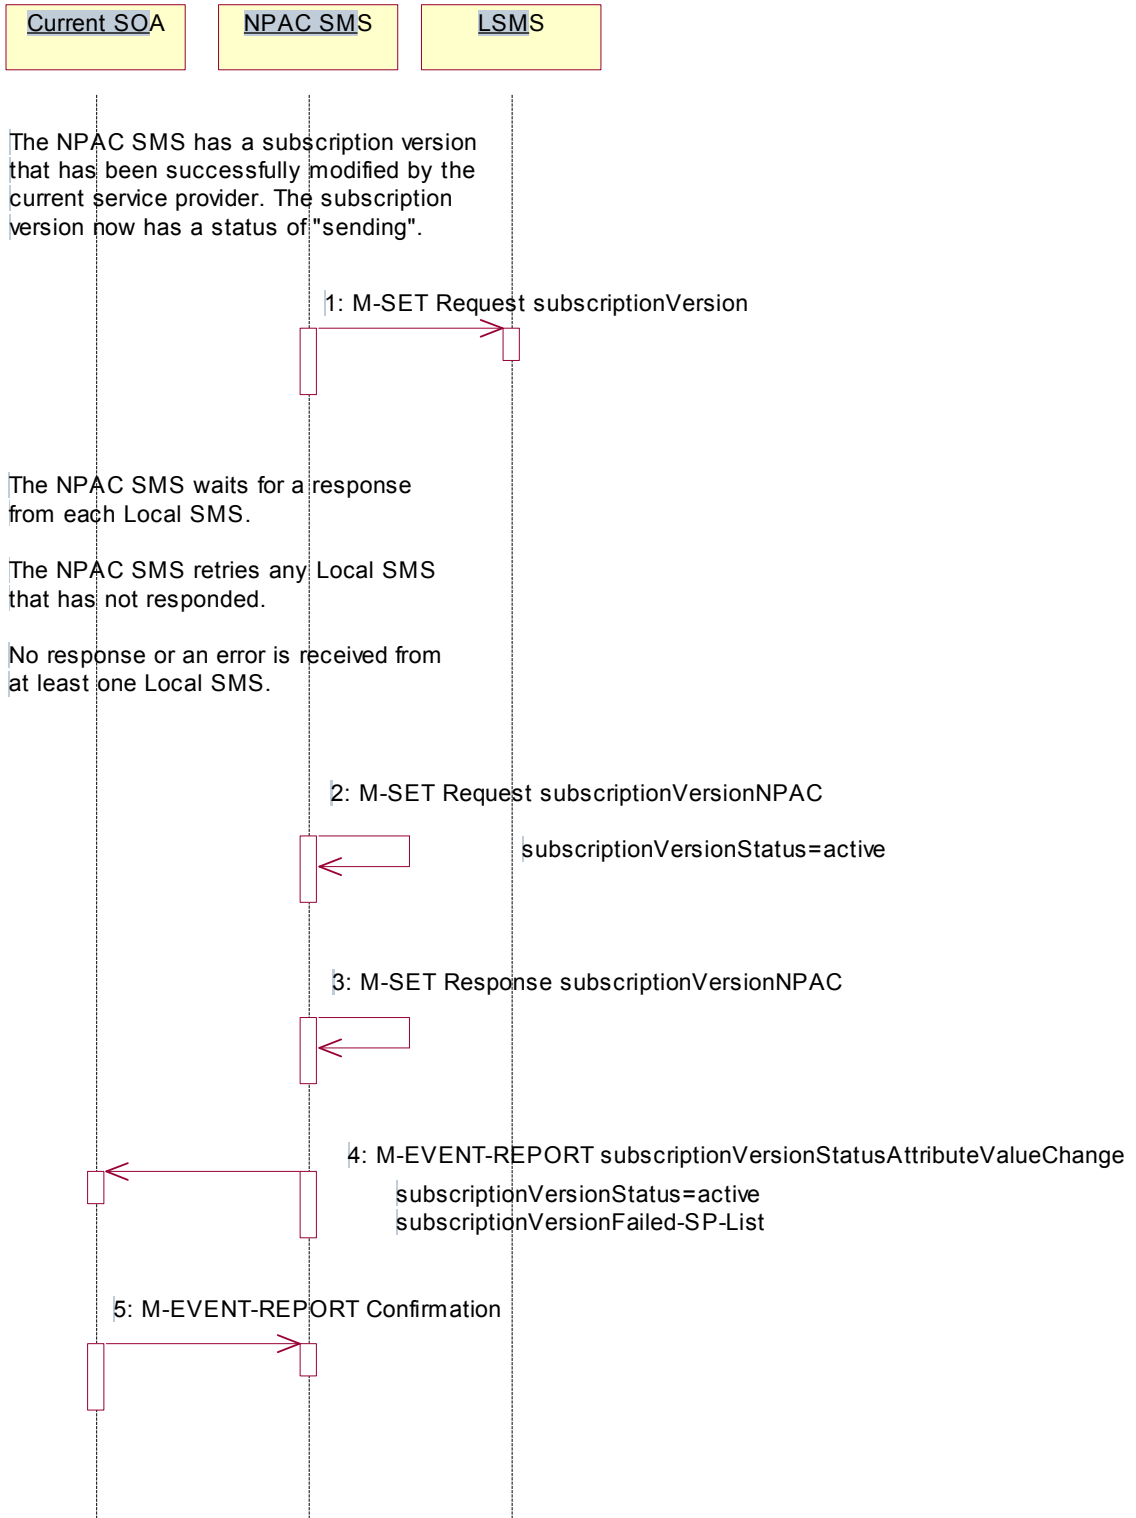 Current SOA
NPAC SMS
LSMS
The NPAC SMS has a subscription version
that has been successfully modified by the
current service provider. The subscription
version now has a status of "sending".
1: M-SET Request subscriptionVersion
The NPAC SMS waits for a response
from each Local SMS.
The NPAC SMS retries any Local SMS
that has not responded.
No response or an error is received from
at least one Local SMS.
2: M-SET Request subscriptionVersionNPAC
subscriptionVersionStatus=active
3: M-SET Response subscriptionVersionNPAC
4: M-EVENT-REPORT subscriptionVersionStatusAttributeValueChange
subscriptionVersionStatus=active
subscriptionVersionFailed-SP-List
5: M-EVENT-REPORT Confirmation